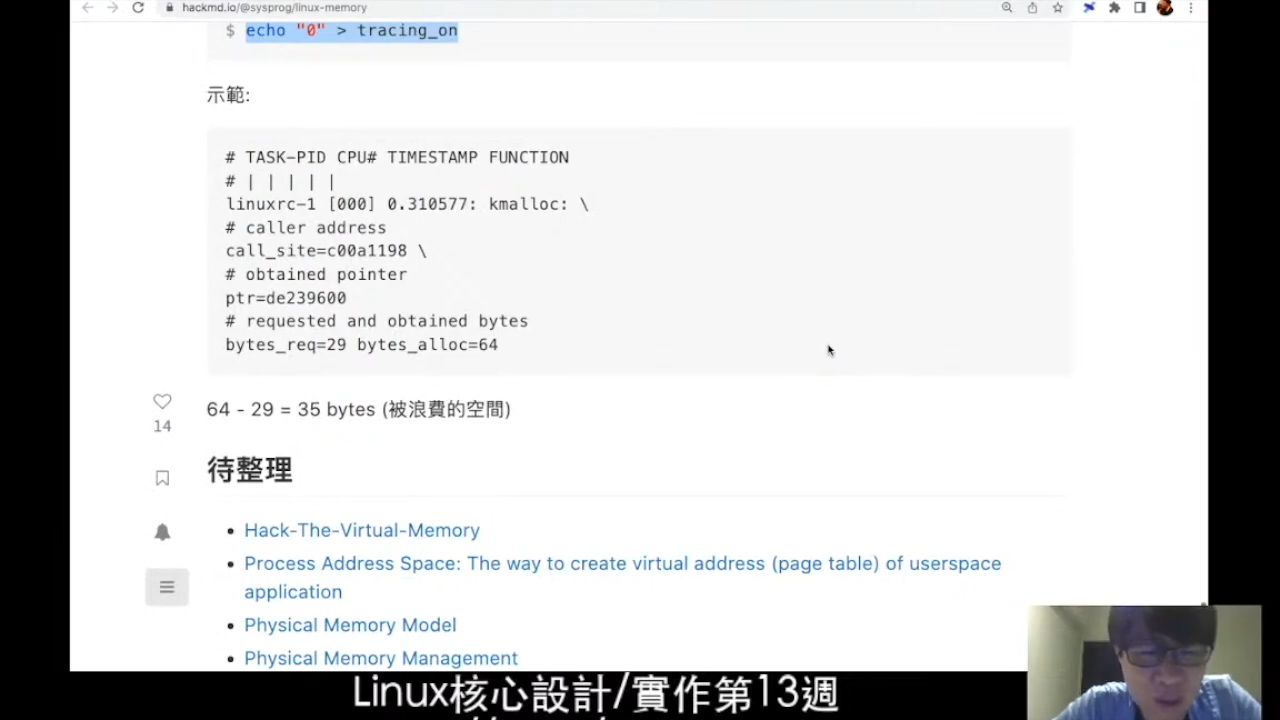 hackmd.io/@sysprog/linux-memory
$ echo "0" > tracing_on
示範:
# TASK-PID CPU# TIMESTAMP FUNCTION
# | | | | |
linuxrc-1 [000] 0.310577: kmalloc: \
# caller address
call_site=c00a1198 \
# obtained pointer
ptr=de239600
# requested and obtained bytes
bytes_req=29 bytes_alloc=64
14
64 - 29 = 35 bytes (被浪費的空間)
待整理
Hack-The-Virtual-Memory
Process Address Space: The way to create virtual address (page table) of userspace
application
Physical Memory Model
Physical Memory Management
Linux核心設計/實作第13週